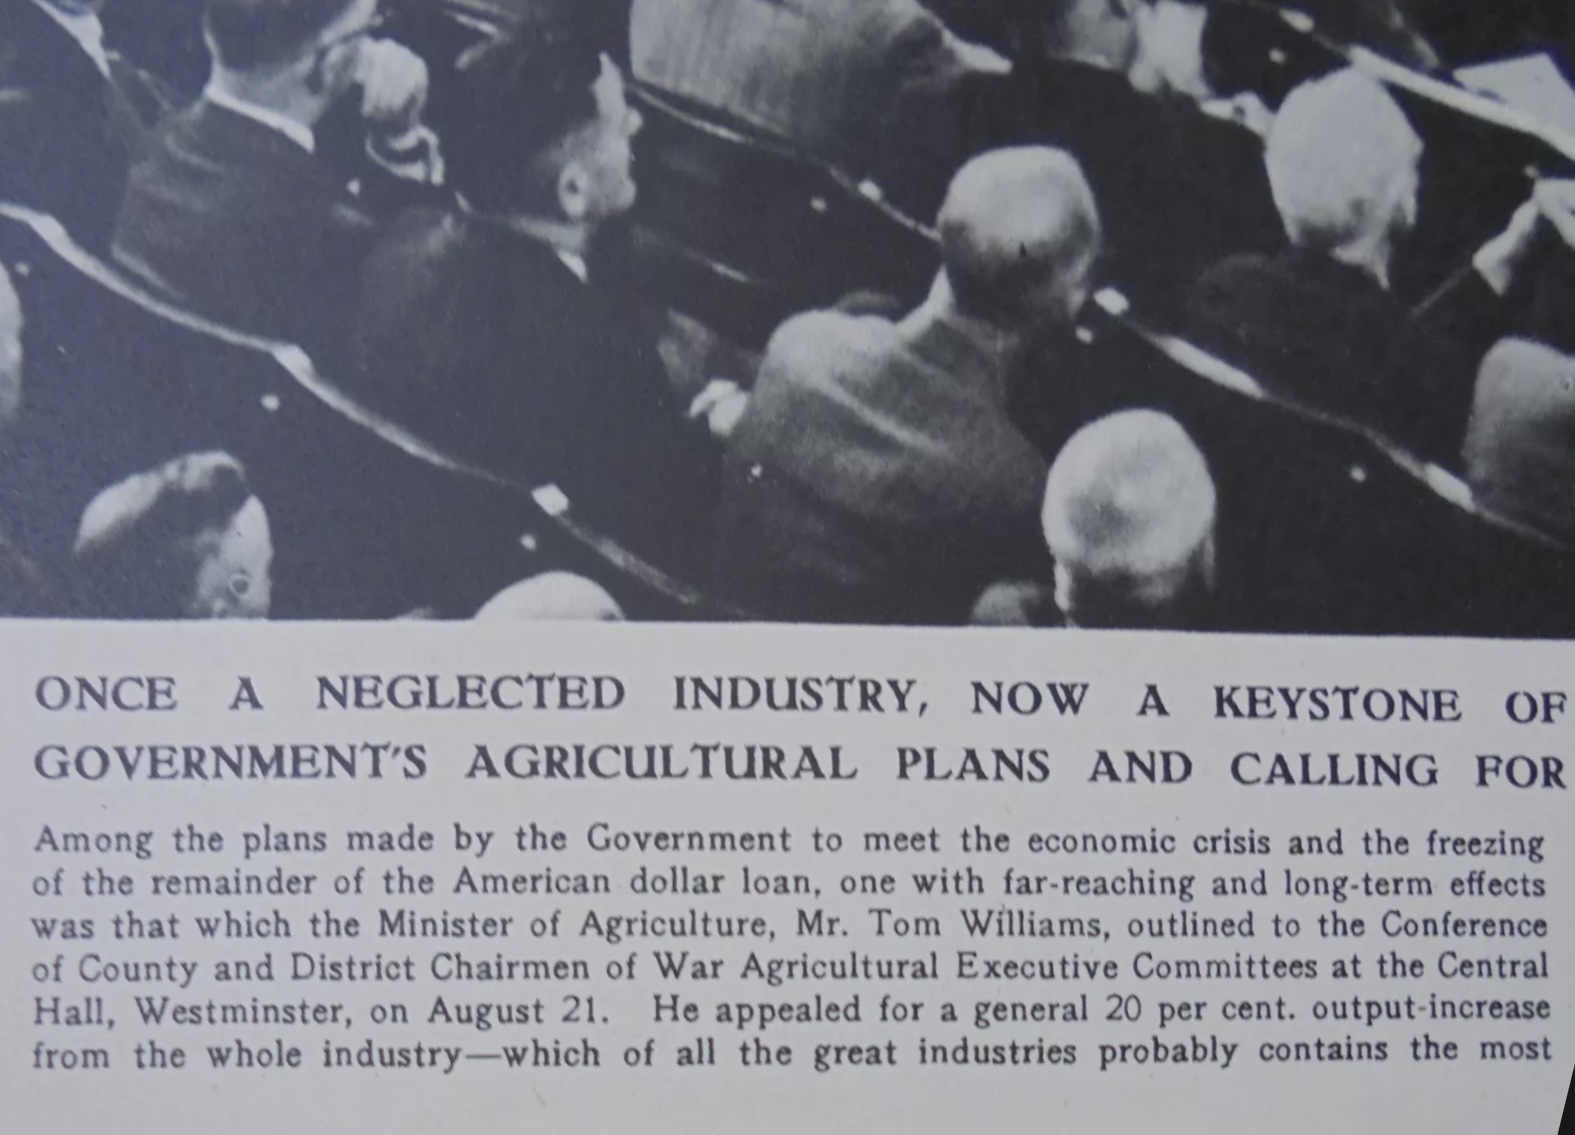 ONCE A NEGLECTED INDUSTRY, NOW A KEYSTONE OF
GOVERNMENT'S AGRICULTURAL PLANS AND CALLING FOR
Among the plans made by the Government to meet the economic crisis and the freezing
of the remainder of the American dollar loan, one with far-reaching and long-term effects
was that which the Minister of Agriculture, Mr. Tom Williams, outlined to the Conference
of County and District Chairmen of War Agricultural Executive Committees at the Central
Hall, Westminster, on August 21. He appealed for a general 20 per cent. output-increase
from the whole industry—which of all the great industries probably contains the most